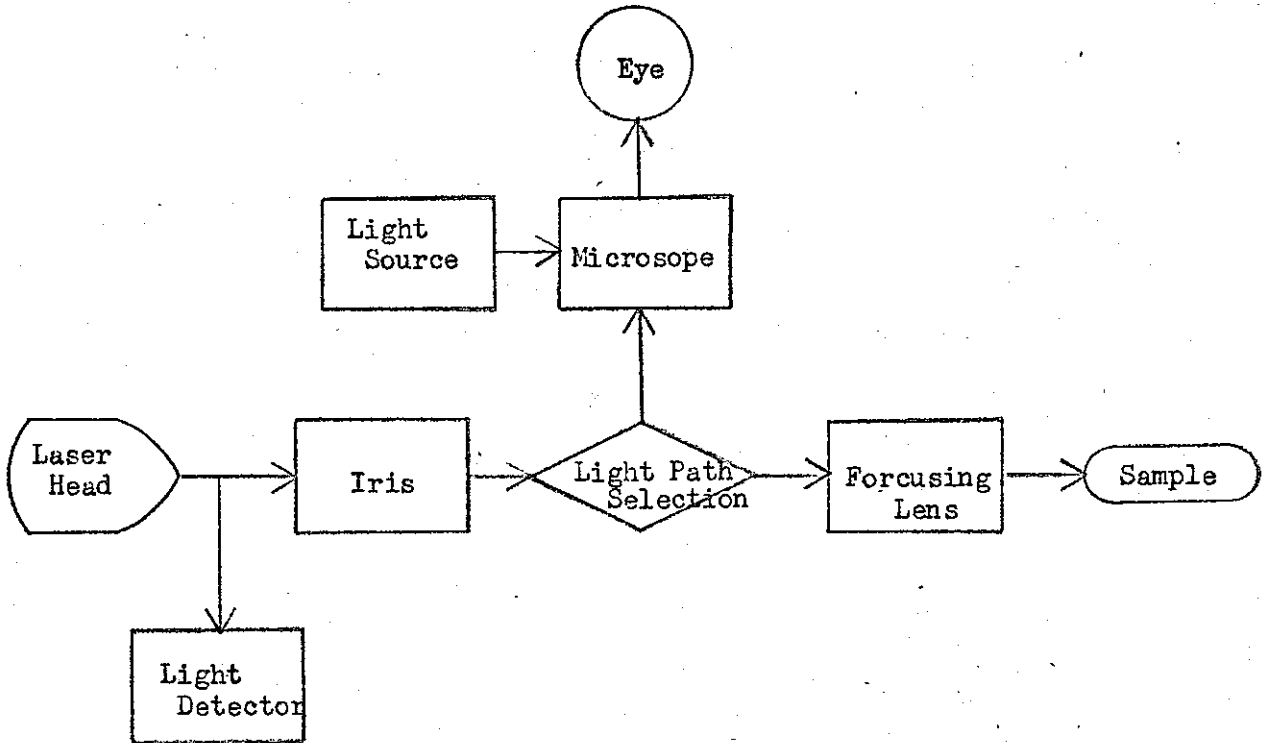 Eye
Light
Source
Microsope
Laser
Head
Iris
Light Path
Selection
Forcusing
Lens
Sample
Light
Detector